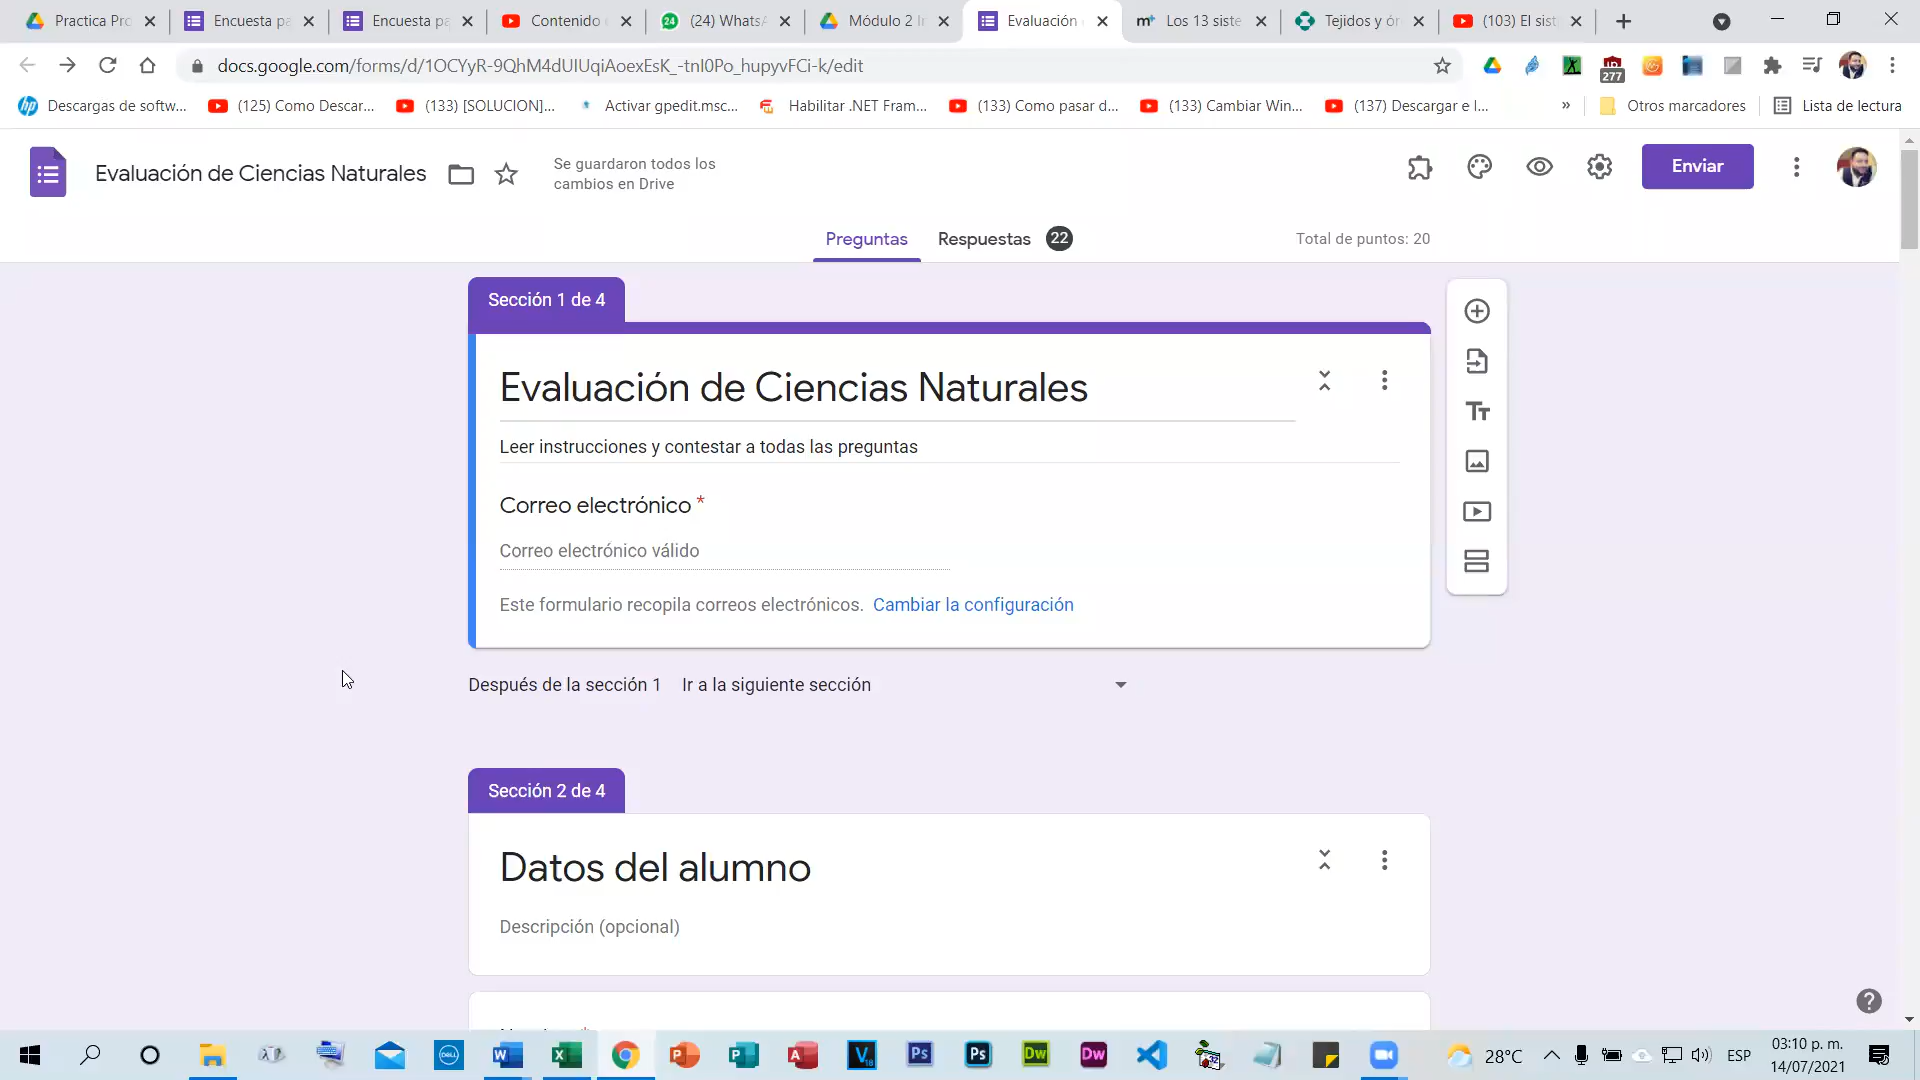 Practica Pro
Encuesta pa
Encuesta pa
Contenido
(24) WhatsA
Módulo 2 I
Evaluación
Los 13 siste
Tejidos y ór
(103) El sist
docs.google.com/forms/d/1OCYyR-9QhM4dUIUqiAoexEsK_-tnI0Po_hupyvFCi-k/edit
277
Descargas de softw...
(125) Como Descar...
(133) [SOLUCION]...
Activar gpedit.msc...
Habilitar .NET Fram...
(133) Como pasar d...
(133) Cambiar Win...
(137) Descargar e I...
»
Otros marcadores
Lista de lectura
Evaluación de Ciencias Naturales
Se guardaron todos los
cambios en Drive
Enviar
Preguntas
Respuestas 22
Total de puntos: 20
Sección 1 de 4
Evaluación de Ciencias Naturales
Leer instrucciones y contestar a todas las preguntas
Correo electrónico *
Correo electrónico válido
Este formulario recopila correos electrónicos. Cambiar la configuración
Después de la sección 1 Ir a la siguiente sección
Sección 2 de 4
Datos del alumno
Descripción (opcional)
28°C
ESP
03:10 p. m.
14/07/2021